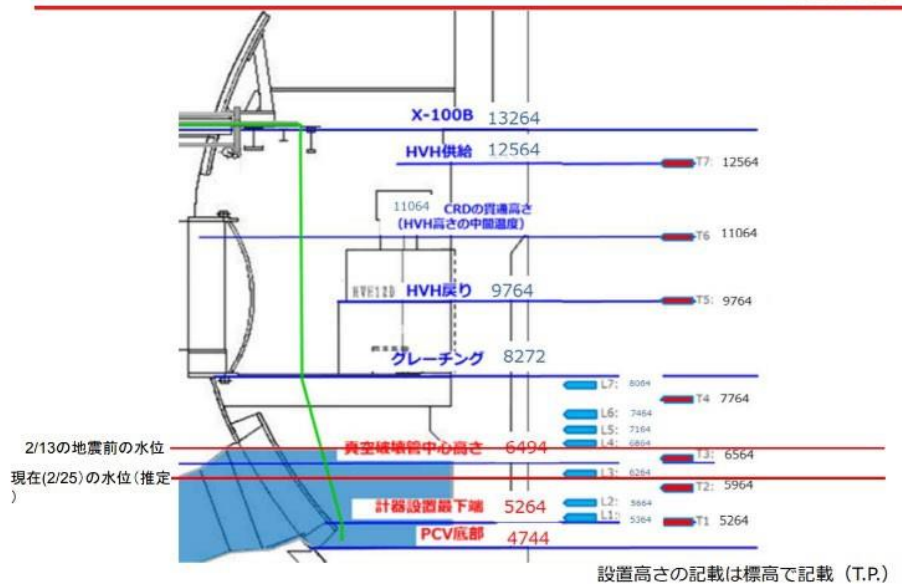 X-100B 13264
HVH供給 12564
T7: 12564
11064 CRDの貫通高さ
(HVH高さの中間温度)
T6 11064
HVH12D
HVH戻り 9764
T5: 9764
グレーチング 8272
L7: 8064
T4 7764
L6: 7464
L5: 7164
L4: 6864
2/13の地震前の水位
真空破壊管中心高さ 6494
T3: 6564
現在(2/25)の水位(推定
)
L3: 6264
T2: 5964
計器設置最下端 5264
L2: 5664
L1: 5364
T1 5264
PCV底部 4744
設置高さの記載は標高で記載（T.P.）